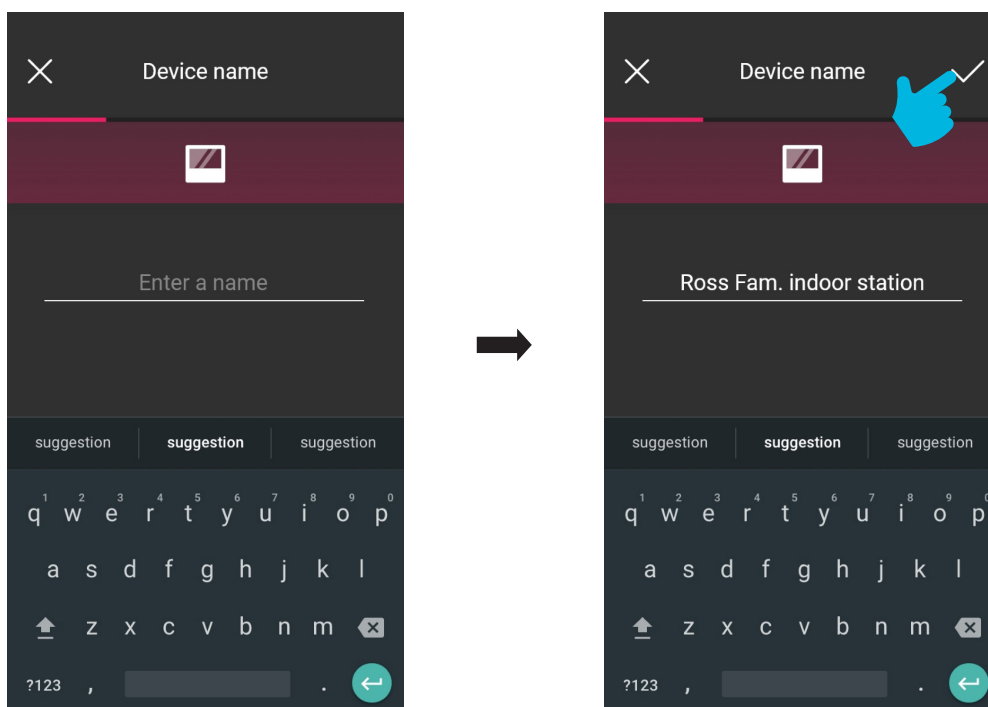 Device name
Enter a name
suggestion suggestion suggestion
1 2 3 4 5 6 7 8 9 0
q w e r t y u i o p
a s d f g h j k l
z x c v b n m
?123 , .
Device name
Ross Fam. indoor station
suggestion suggestion suggestion
1 2 3 4 5 6 7 8 9 0
q w e r t y u i o p
a s d f g h j k l
z x c v b n m
?123 , .